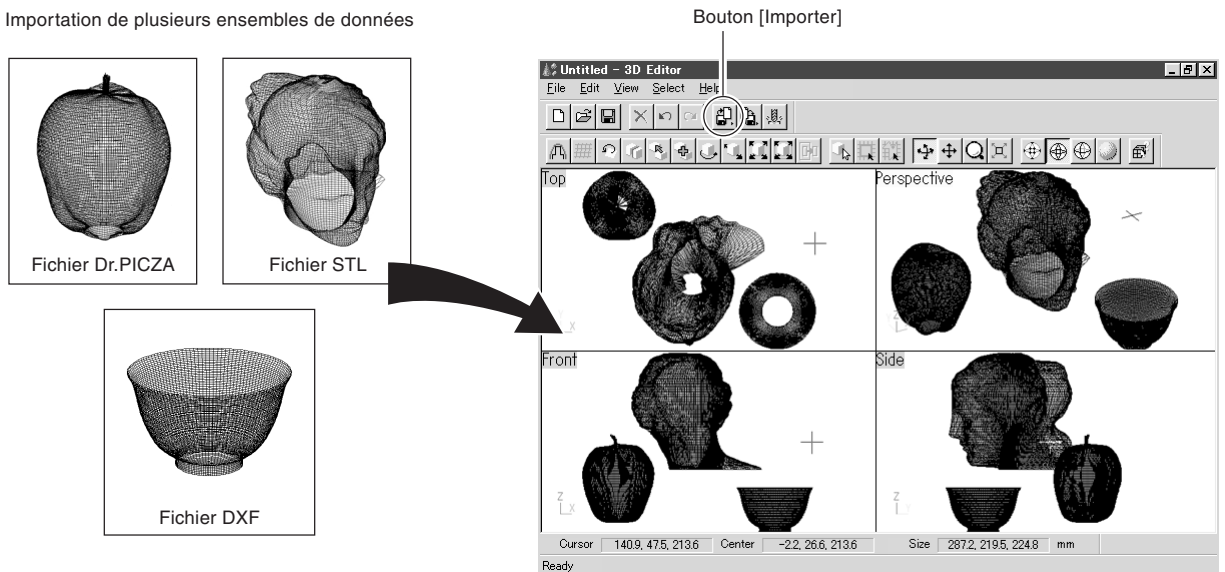 Importation de plusieurs ensembles de données
Bouton [Importer]
Fichier Dr.PICZA
Fichier STL
Fichier DXF
Untitled – 3D Editor
File Edit View Select Help
Top
Perspective
Front
Side
Z
X
Z
X
Cursor 140.9, 47.5, 213.6 Center -2.2, 26.6, 213.6 Size 287.2, 219.5, 224.8 mm
Ready